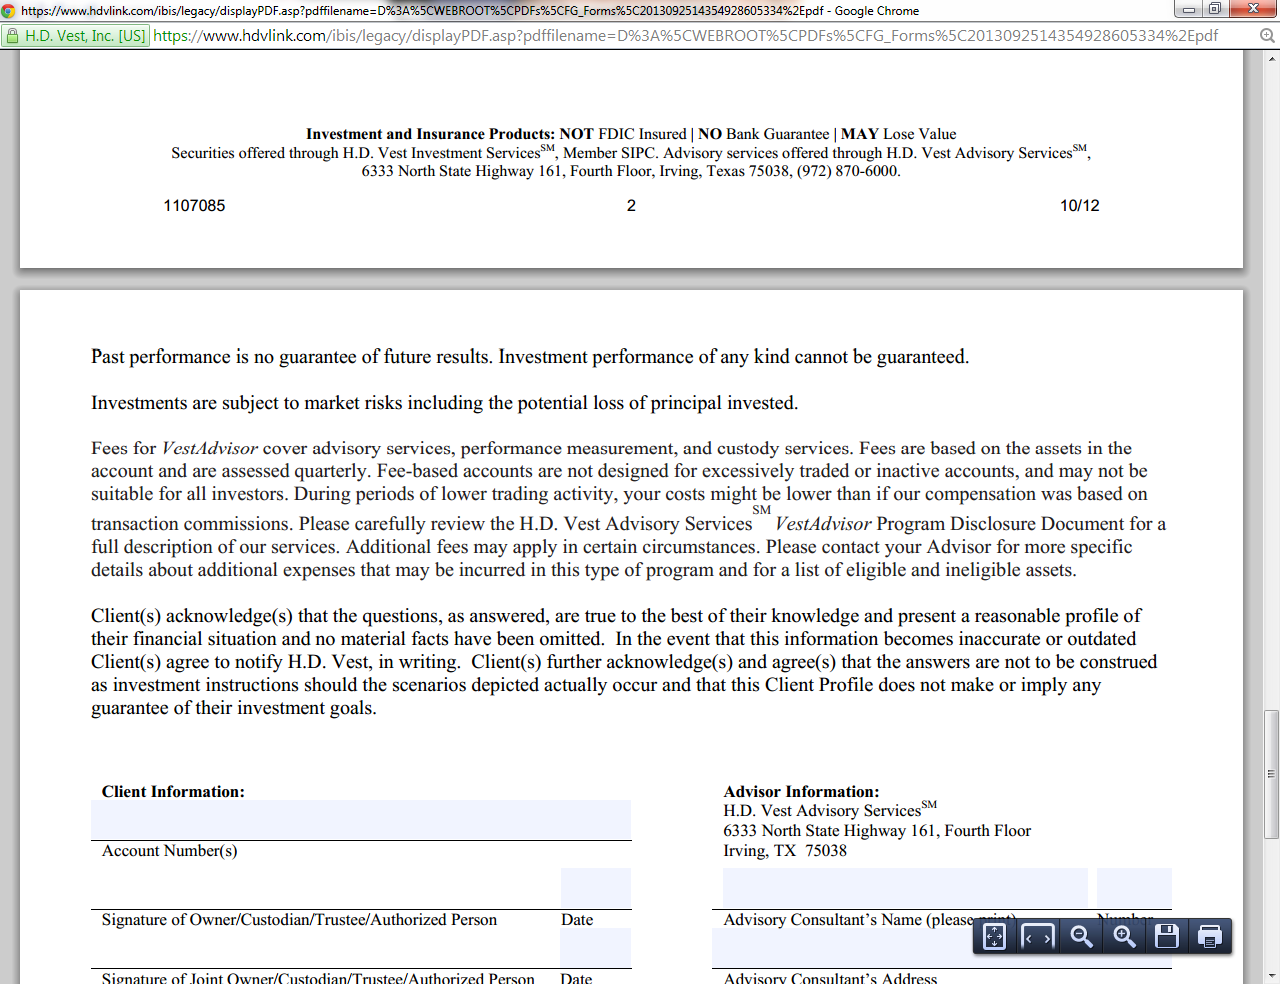 https://www.hdvlink.com/ibis/legacy/displayPDF.asp?pdffilename=D%3A%5CWEBROOT%5CPDFs%5CFG_Forms%5C2013092514354928605334%2Epdf - Google Chrome
H.D. Vest, Inc. [US] https://www.hdvlink.com/ibis/legacy/displayPDF.asp?pdffilename=D%3A%5CWEBROOT%5CPDFs%5CFG_Forms%5C2013092514354928605334%2Epdf
Investment and Insurance Products: NOT FDIC Insured | NO Bank Guarantee | MAY Lose Value
Securities offered through H.D. Vest Investment Services℠, Member SIPC. Advisory services offered through H.D. Vest Advisory Services℠,
6333 North State Highway 161, Fourth Floor, Irving, Texas 75038, (972) 870-6000.
1107085 2 10/12
Past performance is no guarantee of future results. Investment performance of any kind cannot be guaranteed.
Investments are subject to market risks including the potential loss of principal invested.
Fees for VestAdvisor cover advisory services, performance measurement, and custody services. Fees are based on the assets in the
account and are assessed quarterly. Fee-based accounts are not designed for excessively traded or inactive accounts, and may not be
suitable for all investors. During periods of lower trading activity, your costs might be lower than if our compensation was based on
transaction commissions. Please carefully review the H.D. Vest Advisory Services℠ VestAdvisor Program Disclosure Document for a
full description of our services. Additional fees may apply in certain circumstances. Please contact your Advisor for more specific
details about additional expenses that may be incurred in this type of program and for a list of eligible and ineligible assets.
Client(s) acknowledge(s) that the questions, as answered, are true to the best of their knowledge and present a reasonable profile of
their financial situation and no material facts have been omitted.  In the event that this information becomes inaccurate or outdated
Client(s) agree to notify H.D. Vest, in writing.  Client(s) further acknowledge(s) and agree(s) that the answers are not to be construed
as investment instructions should the scenarios depicted actually occur and that this Client Profile does not make or imply any
guarantee of their investment goals.
Client Information:
Account Number(s)
Signature of Owner/Custodian/Trustee/Authorized Person Date
Signature of Joint Owner/Custodian/Trustee/Authorized Person Date
Advisor Information:
H.D. Vest Advisory Services℠
6333 North State Highway 161, Fourth Floor
Irving, TX  75038
Advisory Consultant's Name (please print) Number
Advisory Consultant's Address